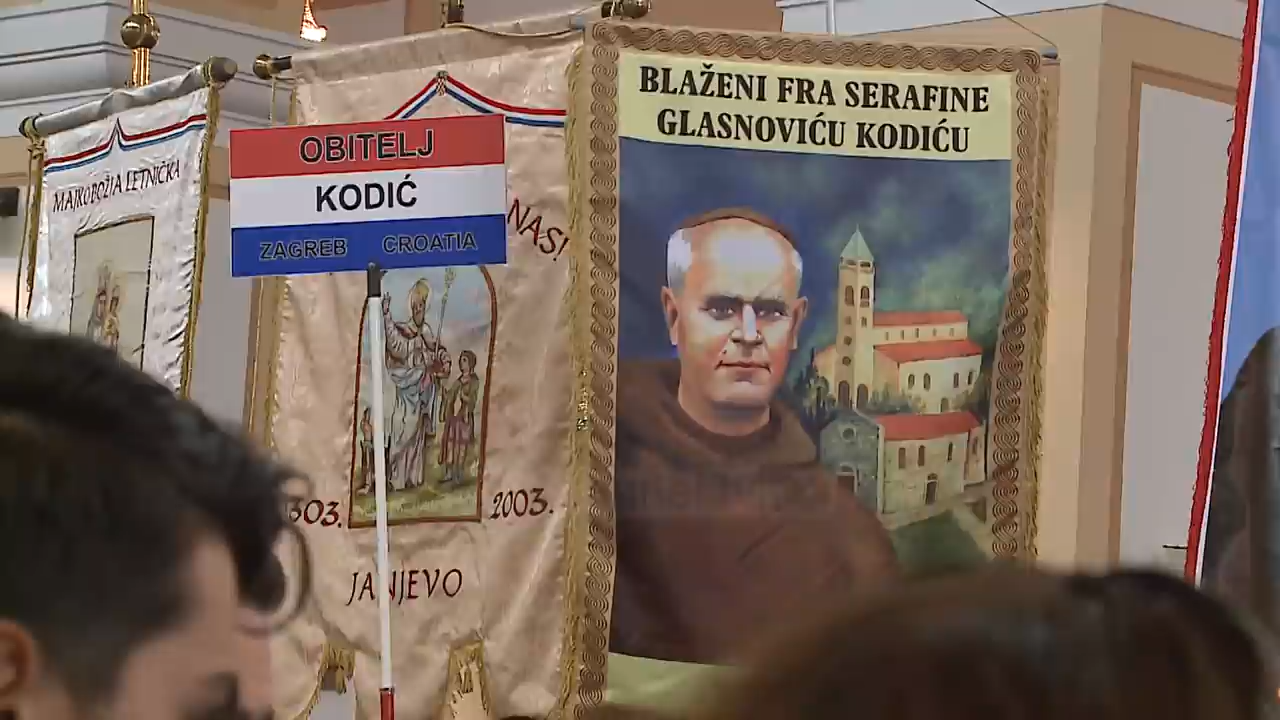 MAJKO BOŽJA LETNIČKA
OBITELJ
KODIĆ
ZAGREB CROATIA
NAS!
303. 2003.
JANJEVO
BLAŽENI FRA SERAFINE
GLASNOVIĆU KODIĆU